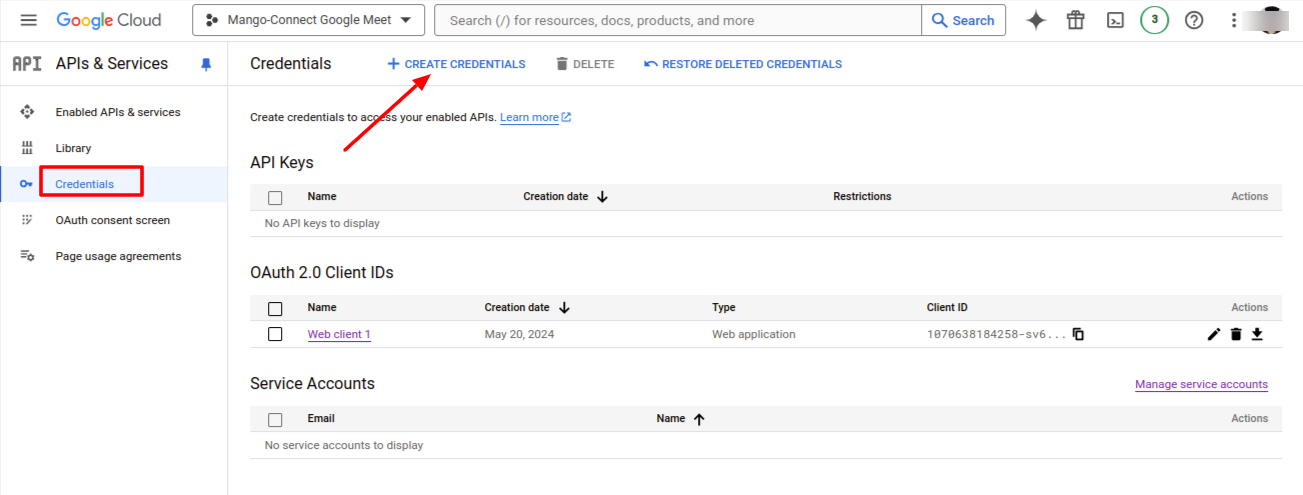 Google Cloud Mango-Connect Google Meet Search (/) for resources, docs, products, and more Search 3
API APIs & Services Credentials CREATE CREDENTIALS DELETE RESTORE DELETED CREDENTIALS
Enabled APIs & services
Library
Credentials
OAuth consent screen
Page usage agreements
Create credentials to access your enabled APIs. Learn more
API Keys
Name Creation date Restrictions Actions
No API keys to display
OAuth 2.0 Client IDs
Name Creation date Type Client ID Actions
Web client 1 May 20, 2024 Web application 1070638184258-sv6...
Service Accounts Manage service accounts
Email Name Actions
No service accounts to display